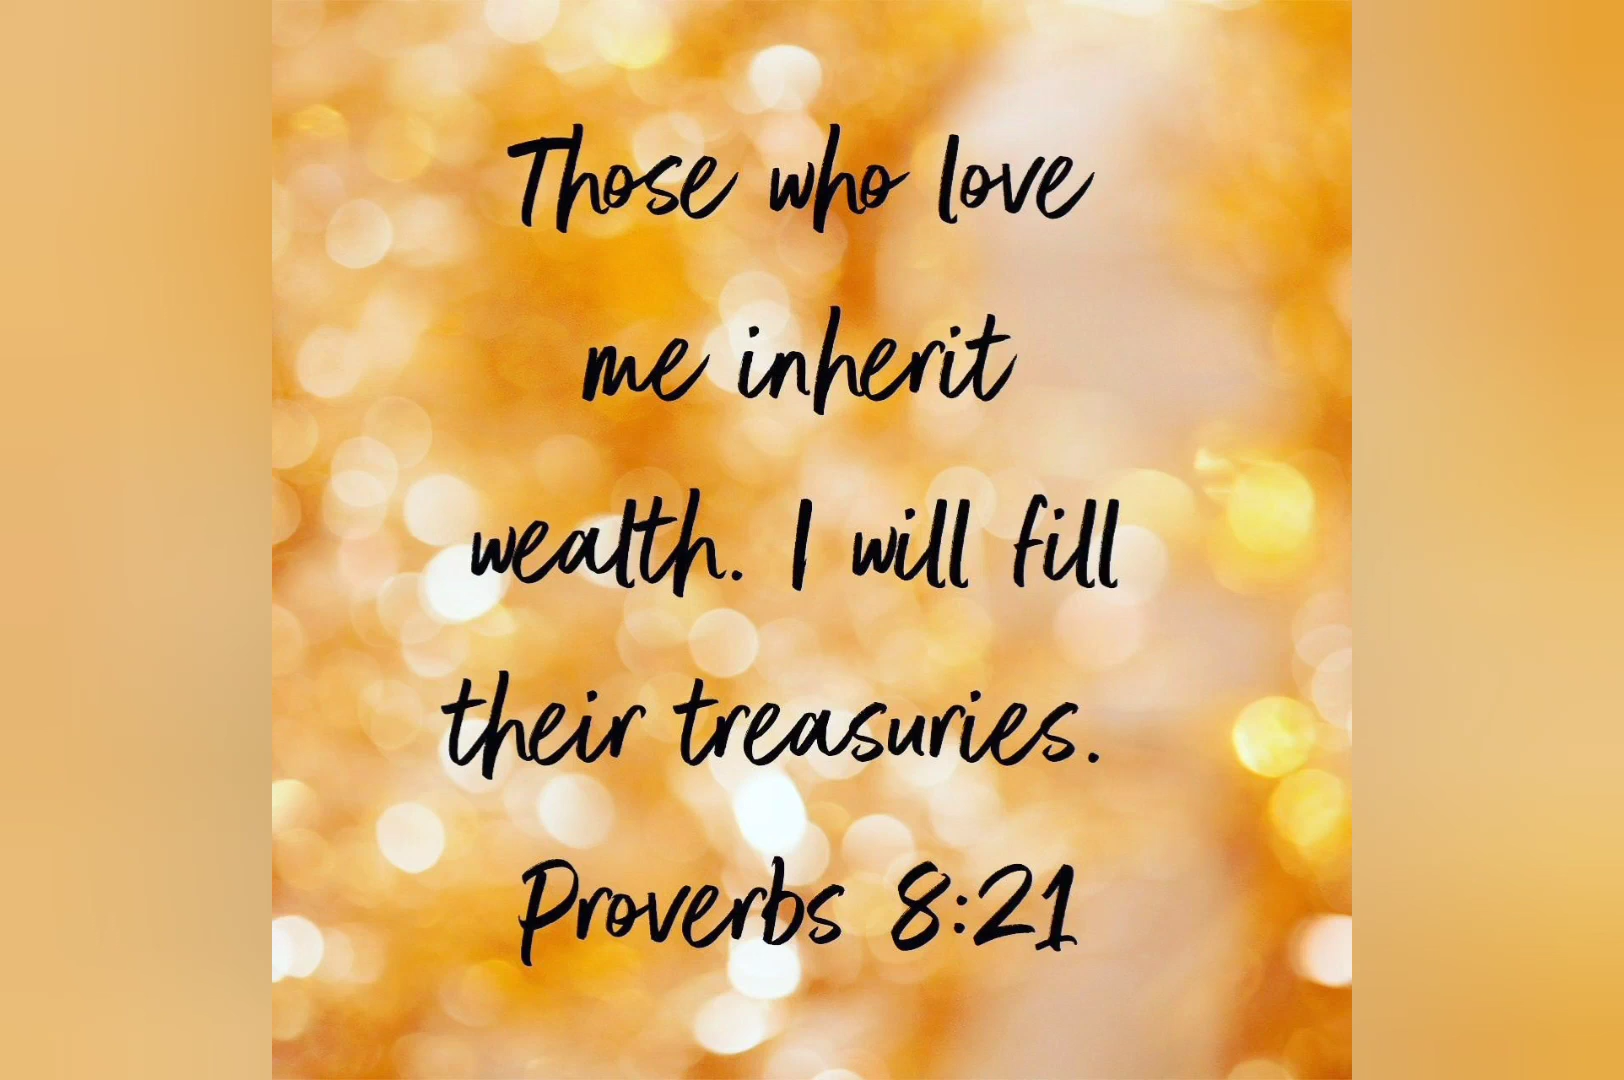 Those who love
me inherit
wealth. I will fill
their treasuries.
Proverbs 8:21